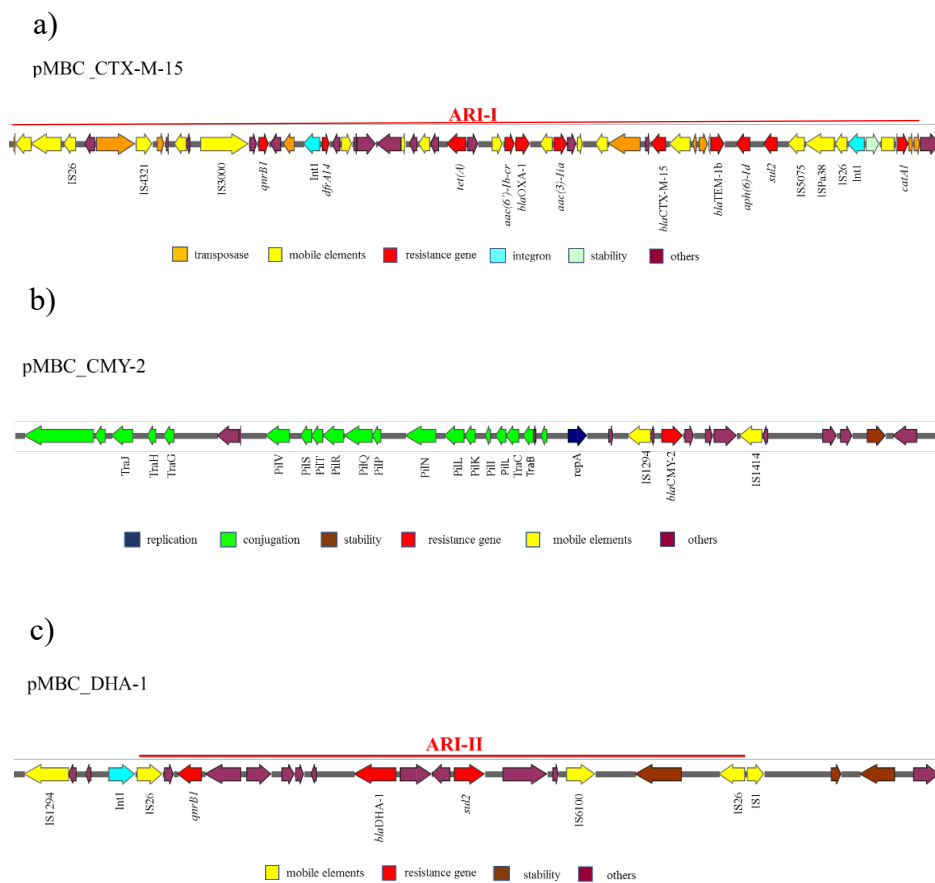 a)
pMBC_CTX-M-15
ARI-I
IS26
IS4321
IS3000
qnrB1
Int1
dfrA14
tet(A)
aac(6')-Ib-cr
blaOXA-1
aac(3)-IIa
blaCTX-M-15
blaTEM-1b
aph(6)-Id
sul2
IS5075
ISPa38
IS26
Int1
catA1
transposase mobile elements resistance gene integron stability others
b)
pMBC_CMY-2
TraJ
TraH
TraG
PilV
PilS
PilT
PilR
PilQ
PilP
PilN
PilL
PilK
PilI
PilL
TraC
TraB
repA
IS1294
blaCMY-2
IS1414
replication conjugation stability resistance gene mobile elements others
c)
pMBC_DHA-1
ARI-II
IS1294
Int1
IS26
qnrB1
blaDHA-1
sul2
IS6100
IS26
IS1
mobile elements resistance gene stability others